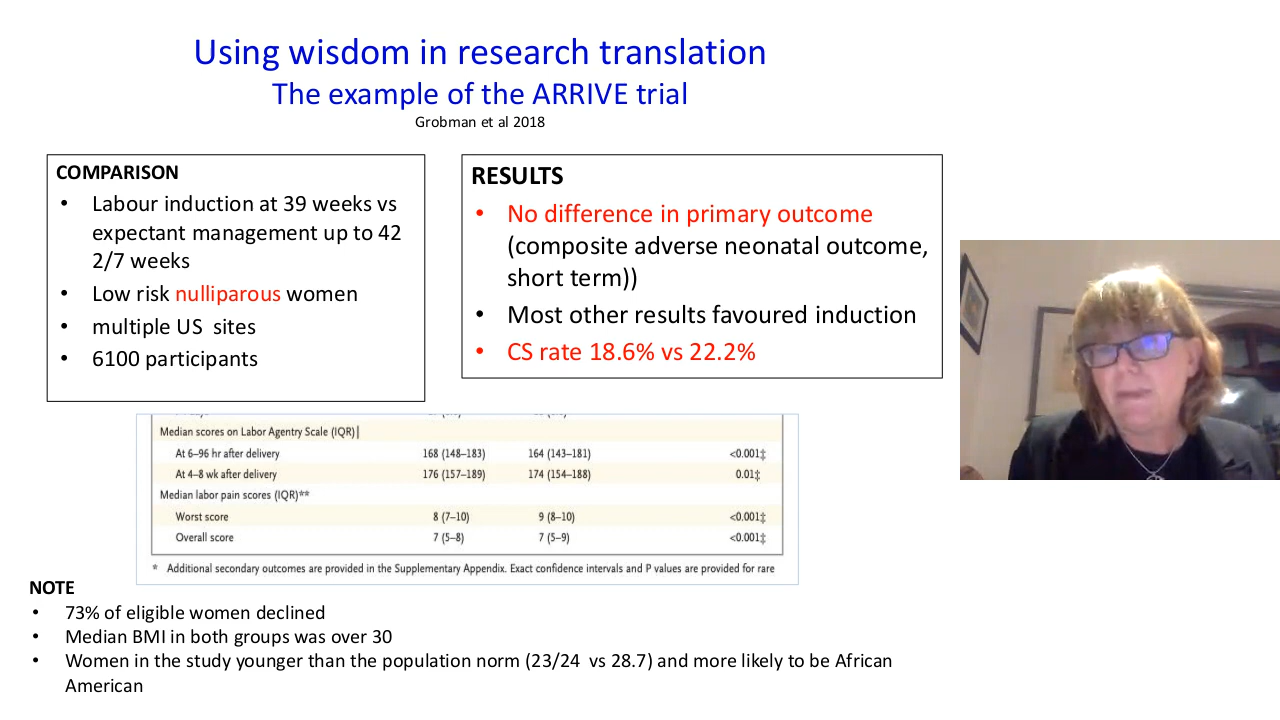 Using wisdom in research translation
The example of the ARRIVE trial
Grobman et al 2018
COMPARISON
• Labour induction at 39 weeks vs
expectant management up to 42
2/7 weeks
• Low risk nulliparous women
• multiple US sites
• 6100 participants
RESULTS
• No difference in primary outcome
(composite adverse neonatal outcome,
short term))
• Most other results favoured induction
• CS rate 18.6% vs 22.2%
Median scores on Labor Agentry Scale (IQR)∥
At 6–96 hr after delivery 168 (148–183) 164 (143–181) <0.001‡
At 4–8 wk after delivery 176 (157–189) 174 (154–188) 0.01‡
Median labor pain scores (IQR)**
Worst score 8 (7–10) 9 (8–10) <0.001‡
Overall score 7 (5–8) 7 (5–9) <0.001‡
* Additional secondary outcomes are provided in the Supplementary Appendix. Exact confidence intervals and P values are provided for rare
NOTE
• 73% of eligible women declined
• Median BMI in both groups was over 30
• Women in the study younger than the population norm (23/24 vs 28.7) and more likely to be African
American